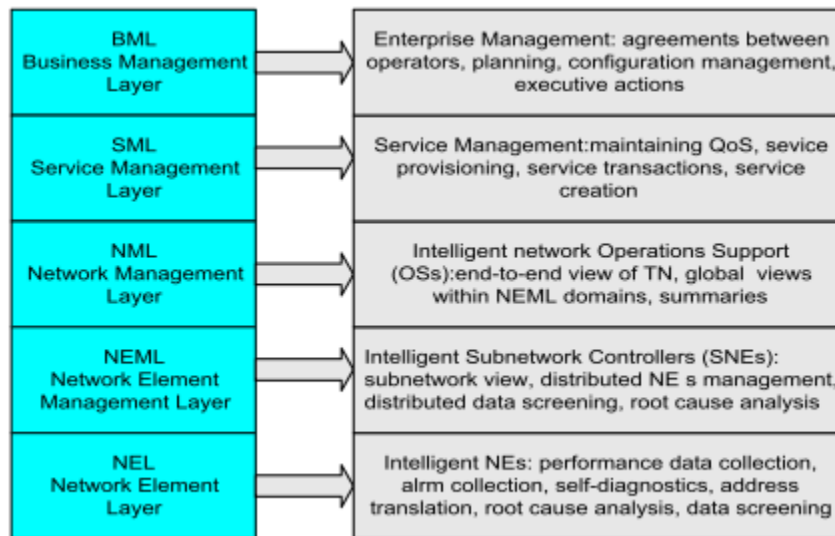 BML
Business Management
Layer
Enterprise Management: agreements between
operators, planning, configuration management,
executive actions
SML
Service Management
Layer
Service Management:maintaining QoS, sevice
provisioning, service transactions, service
creation
NML
Network Management
Layer
Intelligent network Operations Support
(OSs):end-to-end view of TN, global views
within NEML domains, summaries
NEML
Network Element
Management Layer
Intelligent Subnetwork Controllers (SNEs):
subnetwork view, distributed NE s management,
distributed data screening, root cause analysis
NEL
Network Element
Layer
Intelligent NEs: performance data collection,
alrm collection, self-diagnostics, address
translation, root cause analysis, data screening